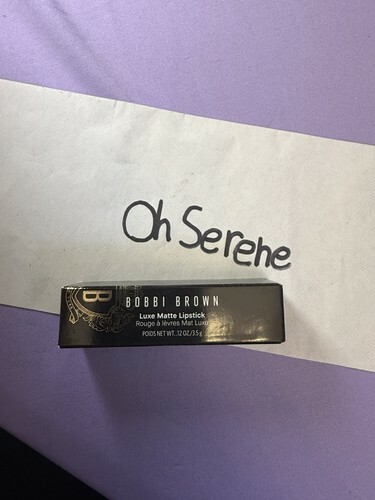 Oh Serene
B
BOBBI BROWN
Luxe Matte Lipstick
Rouge à lèvres Mat Luxe
POIDS NET WT. .12 OZ/3.5 g